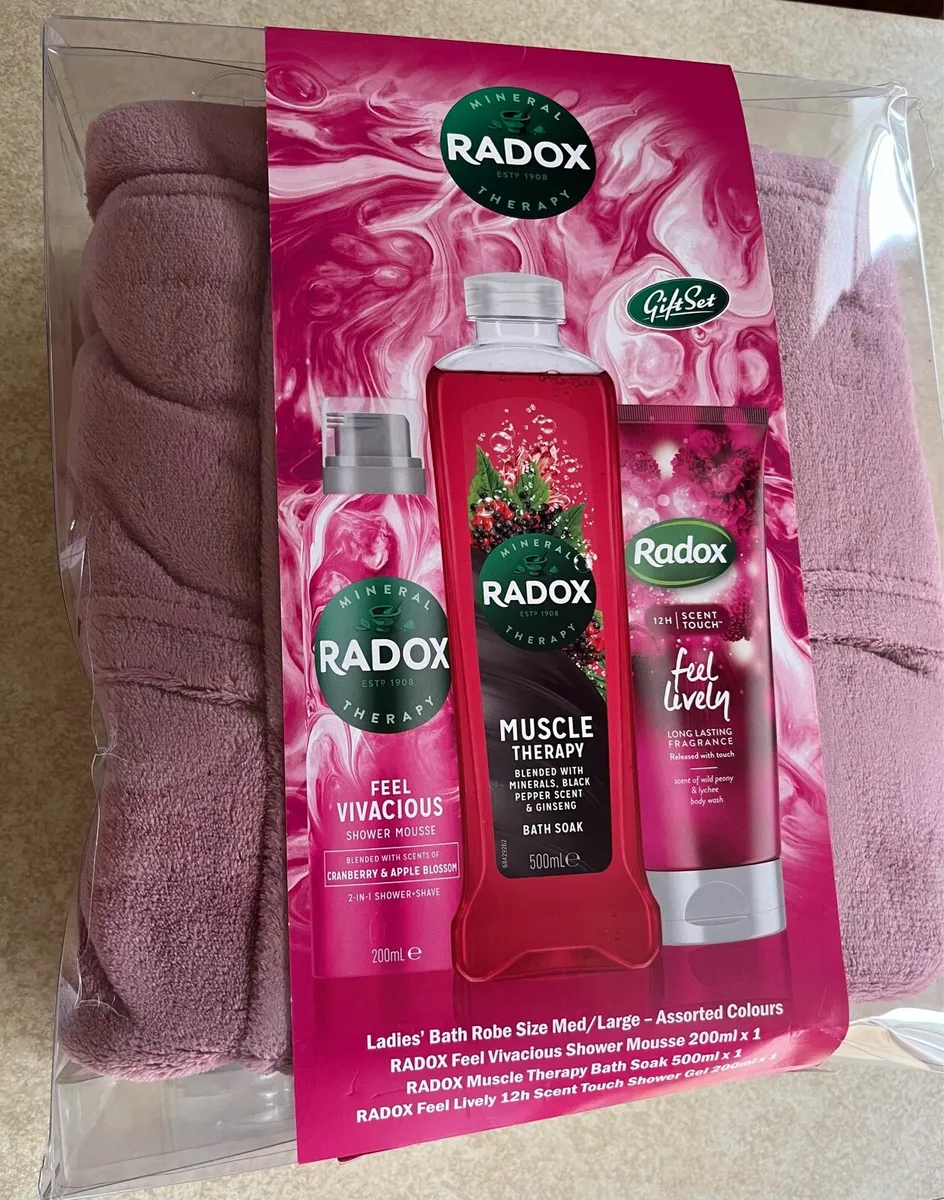 MINERAL
RADOX
ESTD 1908
THERAPY
GiftSet
MINERAL
RADOX
ESTD 1908
THERAPY
FEEL
VIVACIOUS
SHOWER MOUSSE
BLENDED WITH SCENTS OF
CRANBERRY & APPLE BLOSSOM
2-IN-1 SHOWER+SHAVE
200mL e
MINERAL
RADOX
ESTD 1908
THERAPY
MUSCLE
THERAPY
BLENDED WITH
MINERALS, BLACK
PEPPER SCENT
& GINSENG
BATH SOAK
68429262
500mL e
Radox
12H | SCENT
TOUCH™
feel
lively
LONG LASTING
FRAGRANCE
Released with touch
scent of wild peony
& lychee
body wash
Ladies' Bath Robe Size Med/Large – Assorted Colours
RADOX Feel Vivacious Shower Mousse 200ml x 1
RADOX Muscle Therapy Bath Soak 500ml x 1
RADOX Feel Lively 12h Scent Touch Shower Gel 200ml x 1